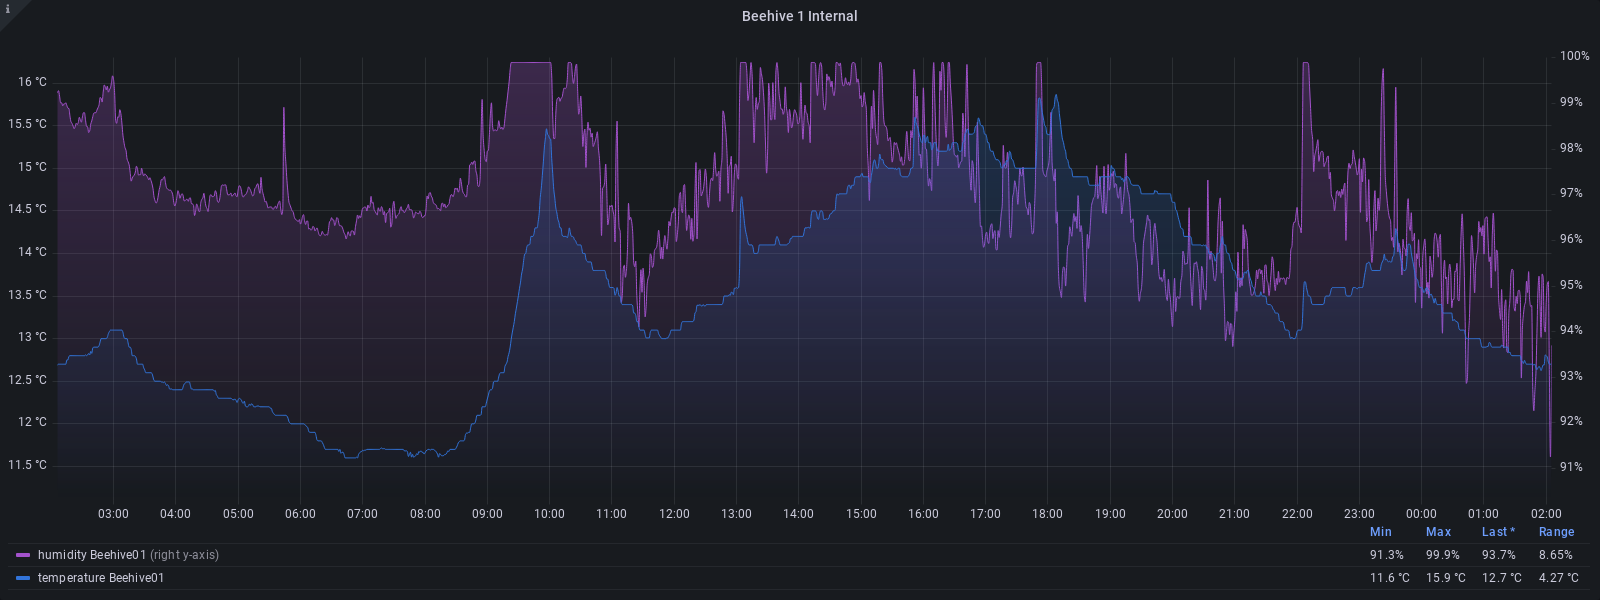 i
Beehive 1 Internal
16 °C
15.5 °C
15 °C
14.5 °C
14 °C
13.5 °C
13 °C
12.5 °C
12 °C
11.5 °C
100%
99%
98%
97%
96%
95%
94%
93%
92%
91%
03:00 04:00 05:00 06:00 07:00 08:00 09:00 10:00 11:00 12:00 13:00 14:00 15:00 16:00 17:00 18:00 19:00 20:00 21:00 22:00 23:00 00:00 01:00 02:00
Min Max Last * Range
humidity Beehive01 (right y-axis) 91.3% 99.9% 93.7% 8.65%
temperature Beehive01 11.6 °C 15.9 °C 12.7 °C 4.27 °C